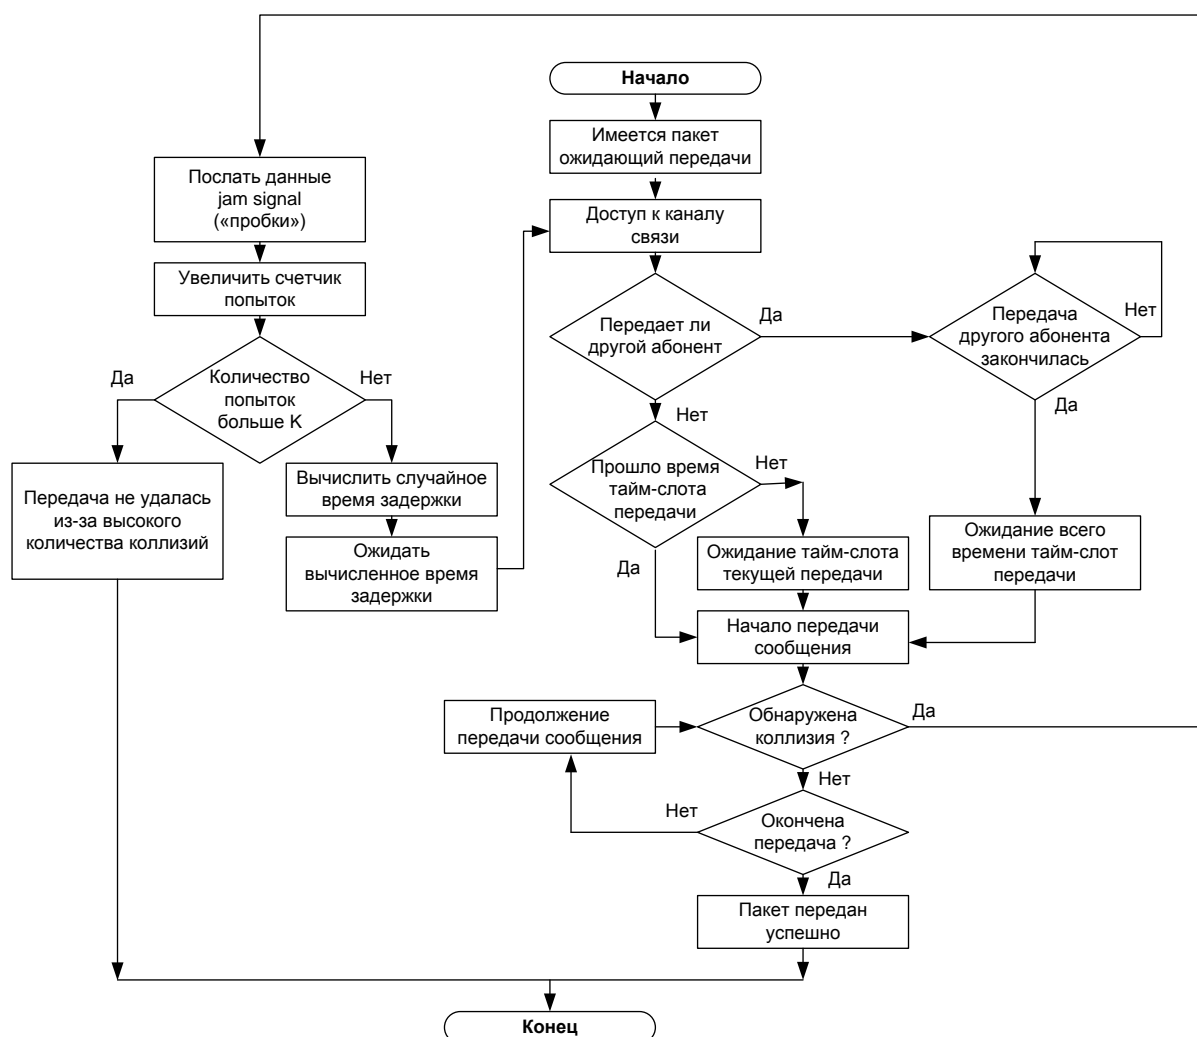 Начало
Имеется пакет
ожидающий передачи
Доступ к каналу
связи
Передает ли
другой абонент
Да
Передача
другого абонента
закончилась
Нет
Да
Нет
Прошло время
тайм-слота
передачи
Нет
Да
Ожидание тайм-слота
текущей передачи
Ожидание всего
времени тайм-слот
передачи
Начало передачи
сообщения
Обнаружена
коллизия ?
Да
Нет
Продолжение
передачи сообщения
Окончена
передача ?
Нет
Да
Пакет передан
успешно
Послать данные
jam signal
(«пробки»)
Увеличить счетчик
попыток
Количество
попыток
больше K
Да
Нет
Передача не удалась
из-за высокого
количества коллизий
Вычислить случайное
время задержки
Ожидать
вычисленное время
задержки
Конец